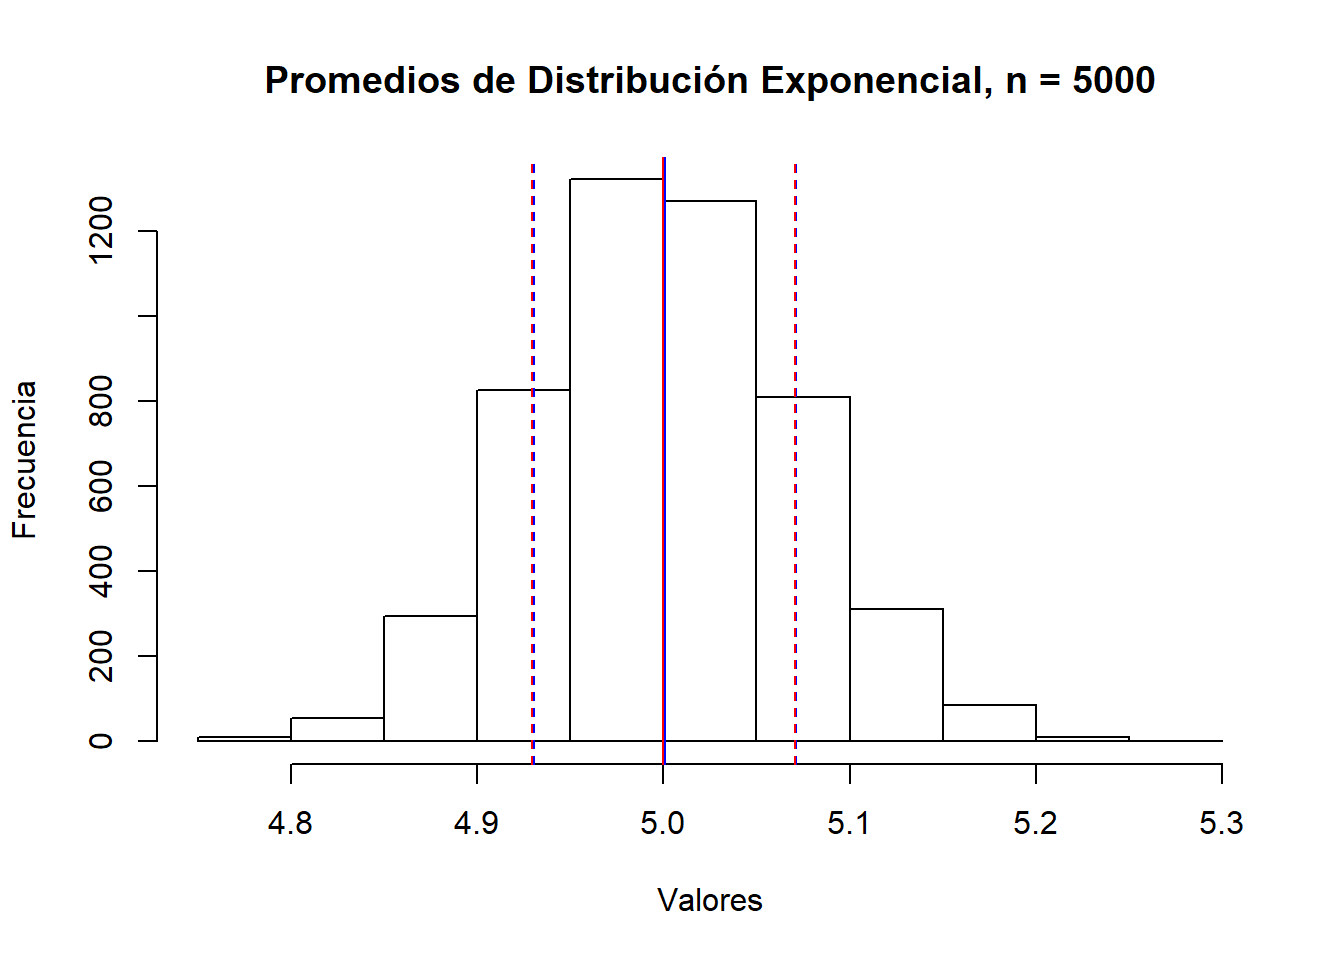 Promedios de Distribución Exponencial, n = 5000
Frecuencia
1200
800
600
400
200
0
4.8 4.9 5.0 5.1 5.2 5.3
Valores